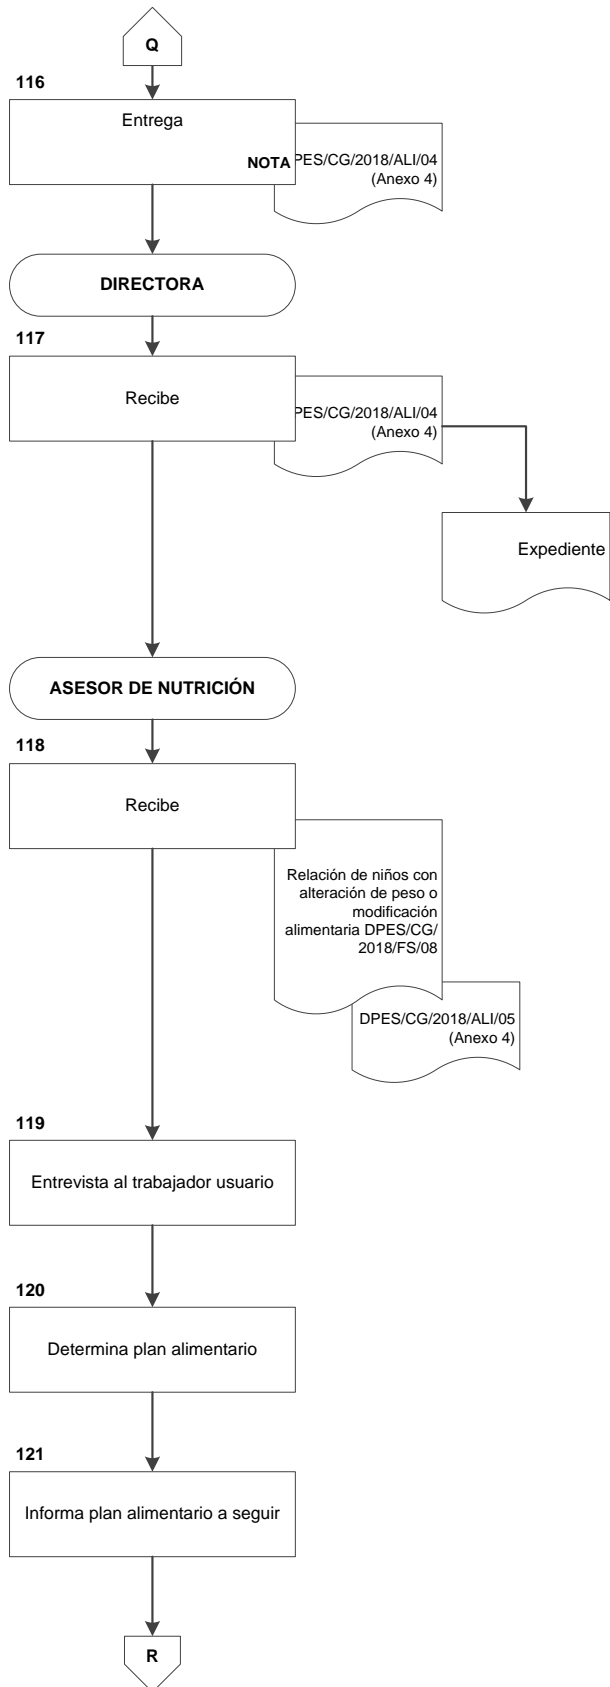 Q
116
Entrega
NOTA
PES/CG/2018/ALI/04
(Anexo 4)
DIRECTORA
117
Recibe
PES/CG/2018/ALI/04
(Anexo 4)
Expediente
ASESOR DE NUTRICIÓN
118
Recibe
Relación de niños con
alteración de peso o
modificación
alimentaria DPES/CG/
2018/FS/08
DPES/CG/2018/ALI/05
(Anexo 4)
119
Entrevista al trabajador usuario
120
Determina plan alimentario
121
Informa plan alimentario a seguir
R